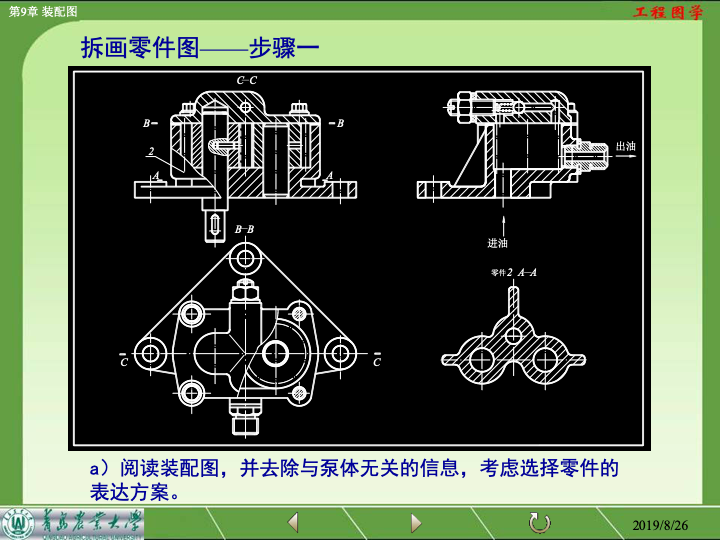 第9章 装配图
工程图学
拆画零件图——步骤一
C-C
B
B
2
A
A
出油
进油
B-B
零件2 A-A
C
C
a）阅读装配图，并去除与泵体无关的信息，考虑选择零件的
表达方案。
青岛农业大学
2019/8/26